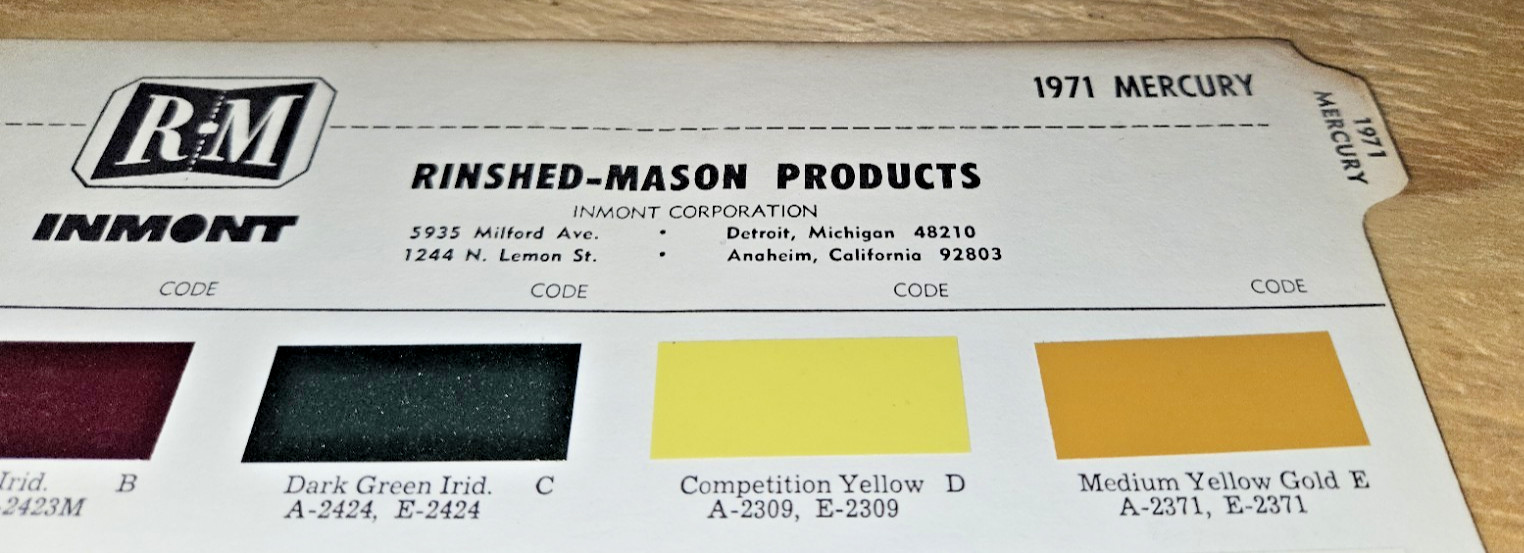 1971 MERCURY
1971
MERCURY
R-M
INMONT
RINSHED-MASON PRODUCTS
INMONT CORPORATION
5935 Milford Ave. • Detroit, Michigan 48210
1244 N. Lemon St. • Anaheim, California 92803
CODE CODE CODE CODE
Irid. B Dark Green Irid. C Competition Yellow D Medium Yellow Gold E
-2423M A-2424, E-2424 A-2309, E-2309 A-2371, E-2371